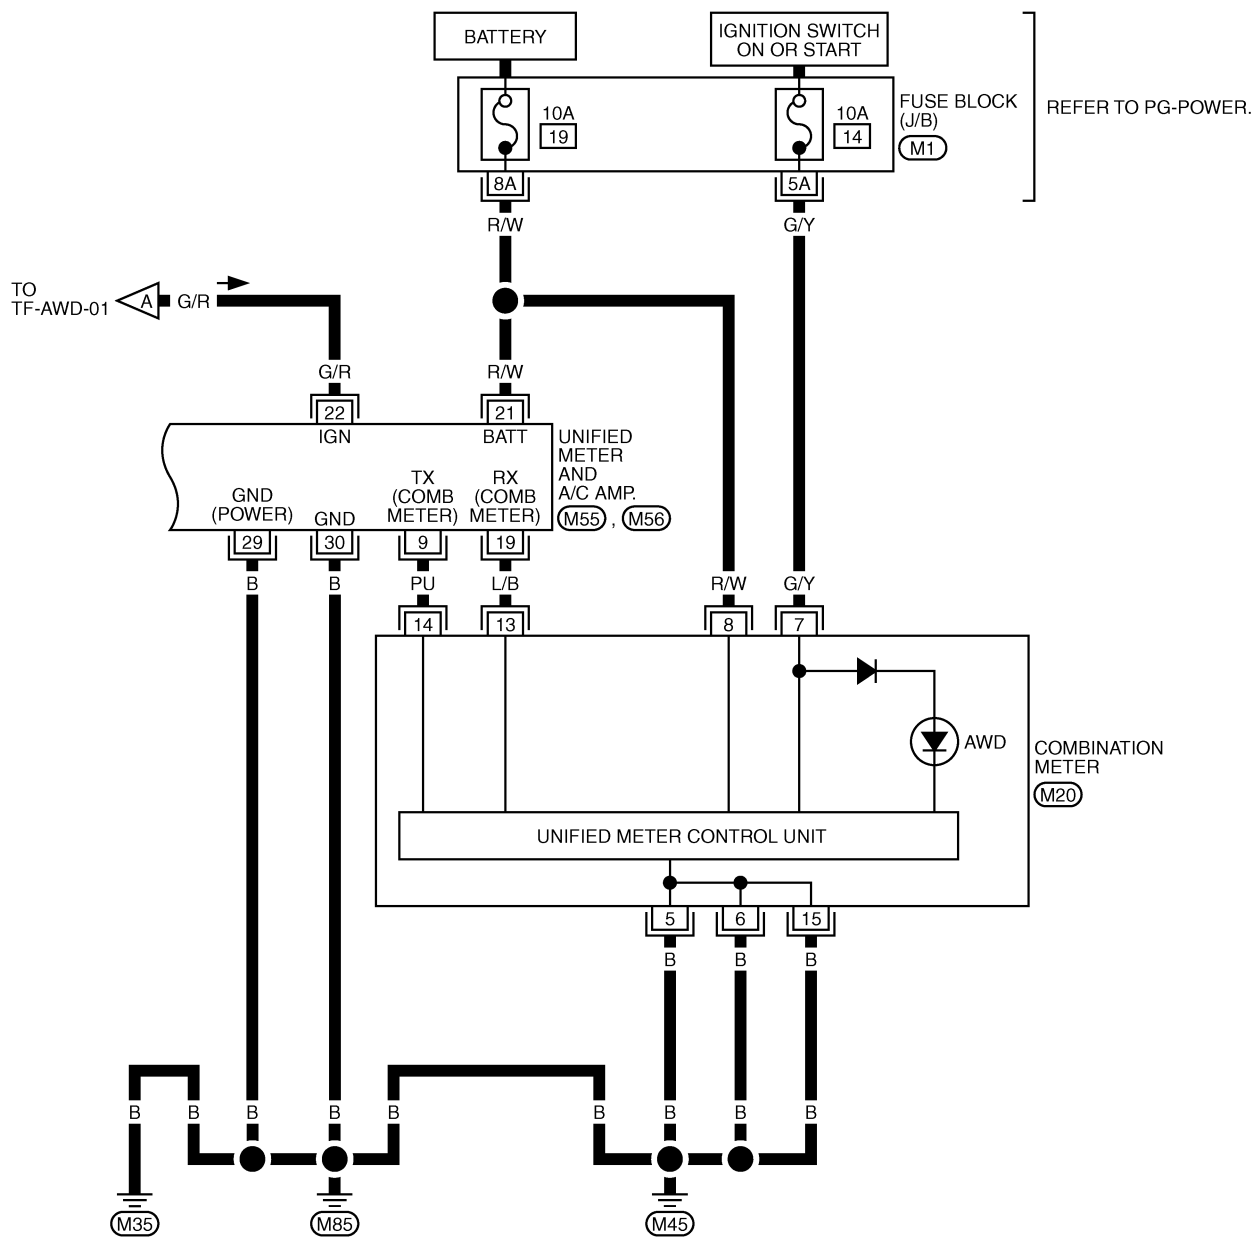 BATTERY
IGNITION SWITCH
ON OR START
10A
19
10A
14
FUSE BLOCK
(J/B)
M1
REFER TO PG-POWER.
8A
5A
R/W
G/Y
TO
TF-AWD-01
A
G/R
G/R
R/W
22
21
IGN
BATT
UNIFIED
METER
AND
A/C AMP.
M55 , M56
GND
(POWER)
GND
TX
(COMB
METER)
RX
(COMB
METER)
29
30
9
19
B
B
PU
L/B
R/W
G/Y
14
13
8
7
AWD
COMBINATION
METER
M20
UNIFIED METER CONTROL UNIT
5
6
15
B
B
B
B
B
B
B
B
B
B
B
B
M35
M85
M45